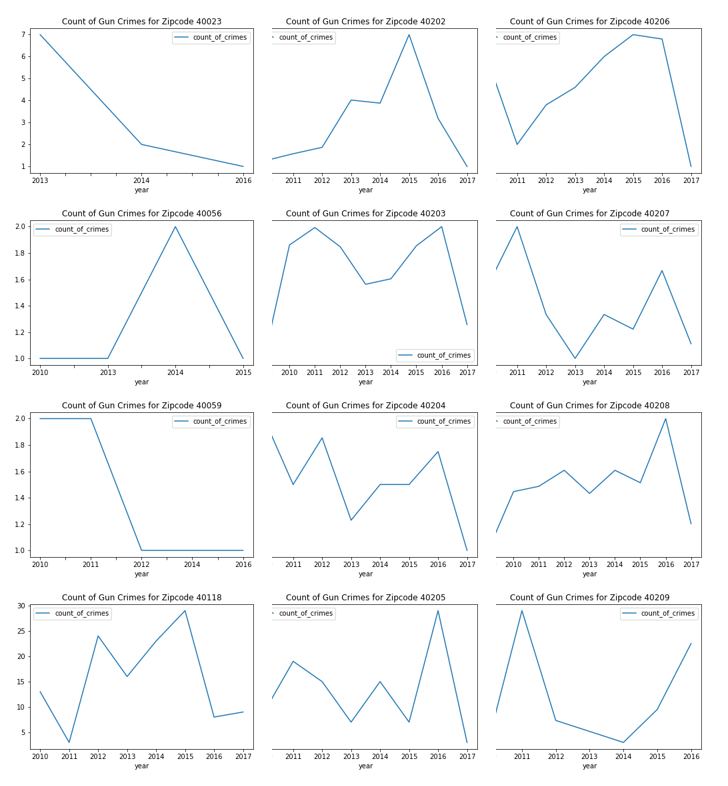 Count of Gun Crimes for Zipcode 40023
Count of Gun Crimes for Zipcode 40202
Count of Gun Crimes for Zipcode 40206
count_of_crimes
count_of_crimes
count_of_crimes
7
6
5
4
3
2
1
2013 2014 2016
2011 2012 2013 2014 2015 2016 2017
2011 2012 2013 2014 2015 2016 2017
year
year
year
Count of Gun Crimes for Zipcode 40056
Count of Gun Crimes for Zipcode 40203
Count of Gun Crimes for Zipcode 40207
count_of_crimes
count_of_crimes
count_of_crimes
2.0
1.8
1.6
1.4
1.2
1.0
2010 2013 2014 2015
2010 2011 2012 2013 2014 2015 2016 2017
2011 2012 2013 2014 2015 2016 2017
year
year
year
Count of Gun Crimes for Zipcode 40059
Count of Gun Crimes for Zipcode 40204
Count of Gun Crimes for Zipcode 40208
count_of_crimes
count_of_crimes
count_of_crimes
2.0
1.8
1.6
1.4
1.2
1.0
2010 2011 2012 2014 2016
2011 2012 2013 2014 2015 2016 2017
2010 2011 2012 2013 2014 2015 2016 2017
year
year
year
Count of Gun Crimes for Zipcode 40118
Count of Gun Crimes for Zipcode 40205
Count of Gun Crimes for Zipcode 40209
count_of_crimes
count_of_crimes
count_of_crimes
30
25
20
15
10
5
2010 2011 2012 2013 2014 2015 2016 2017
2011 2012 2013 2014 2015 2016 2017
2011 2012 2014 2015 2016
year
year
year